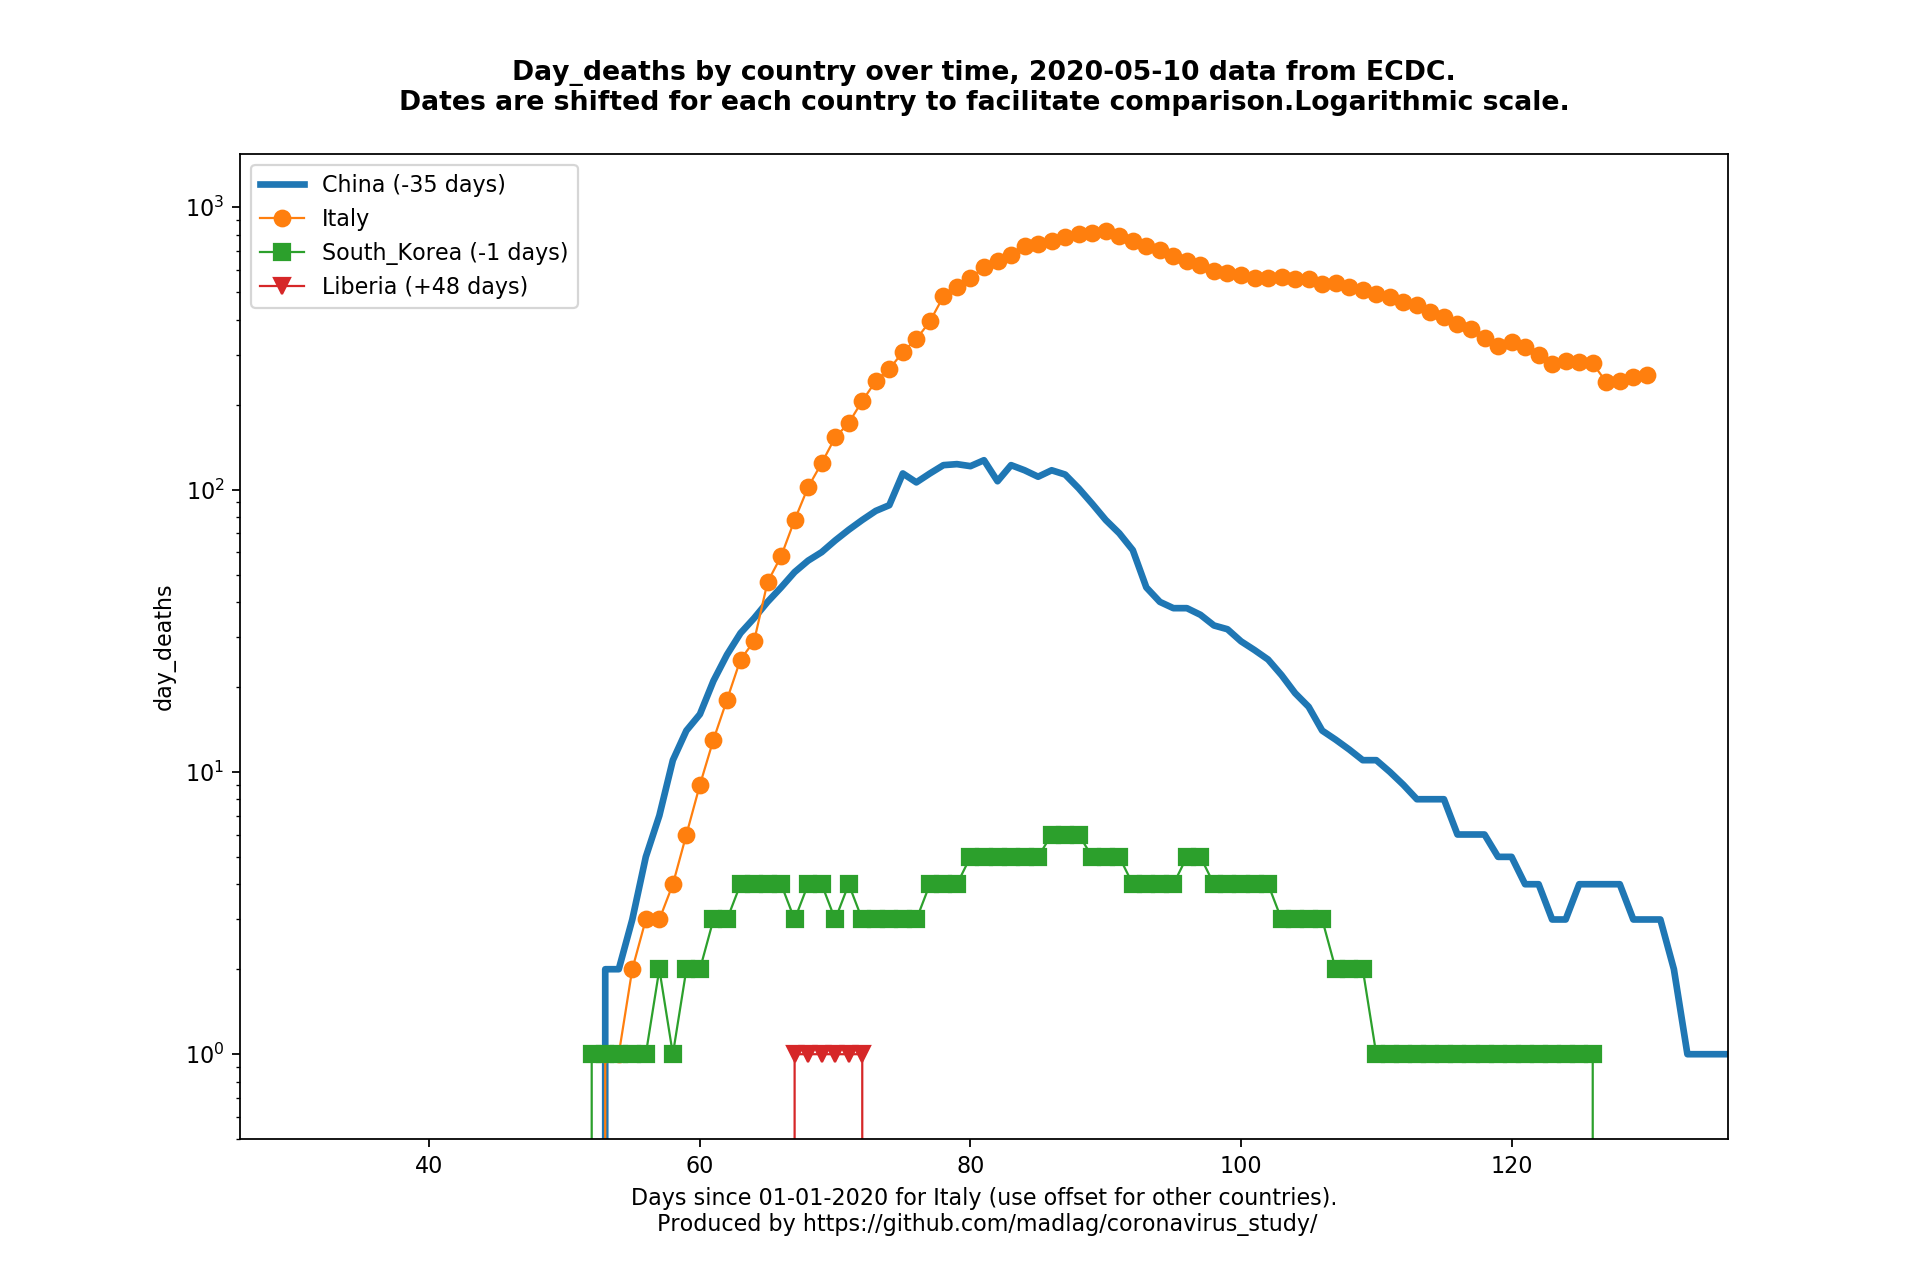 Day_deaths by country over time, 2020-05-10 data from ECDC.
Dates are shifted for each country to facilitate comparison.Logarithmic scale.
China (-35 days)
Italy
South_Korea (-1 days)
Liberia (+48 days)
10³
10²
10¹
10⁰
day_deaths
40 60 80 100 120
Days since 01-01-2020 for Italy (use offset for other countries).
Produced by https://github.com/madlag/coronavirus_study/